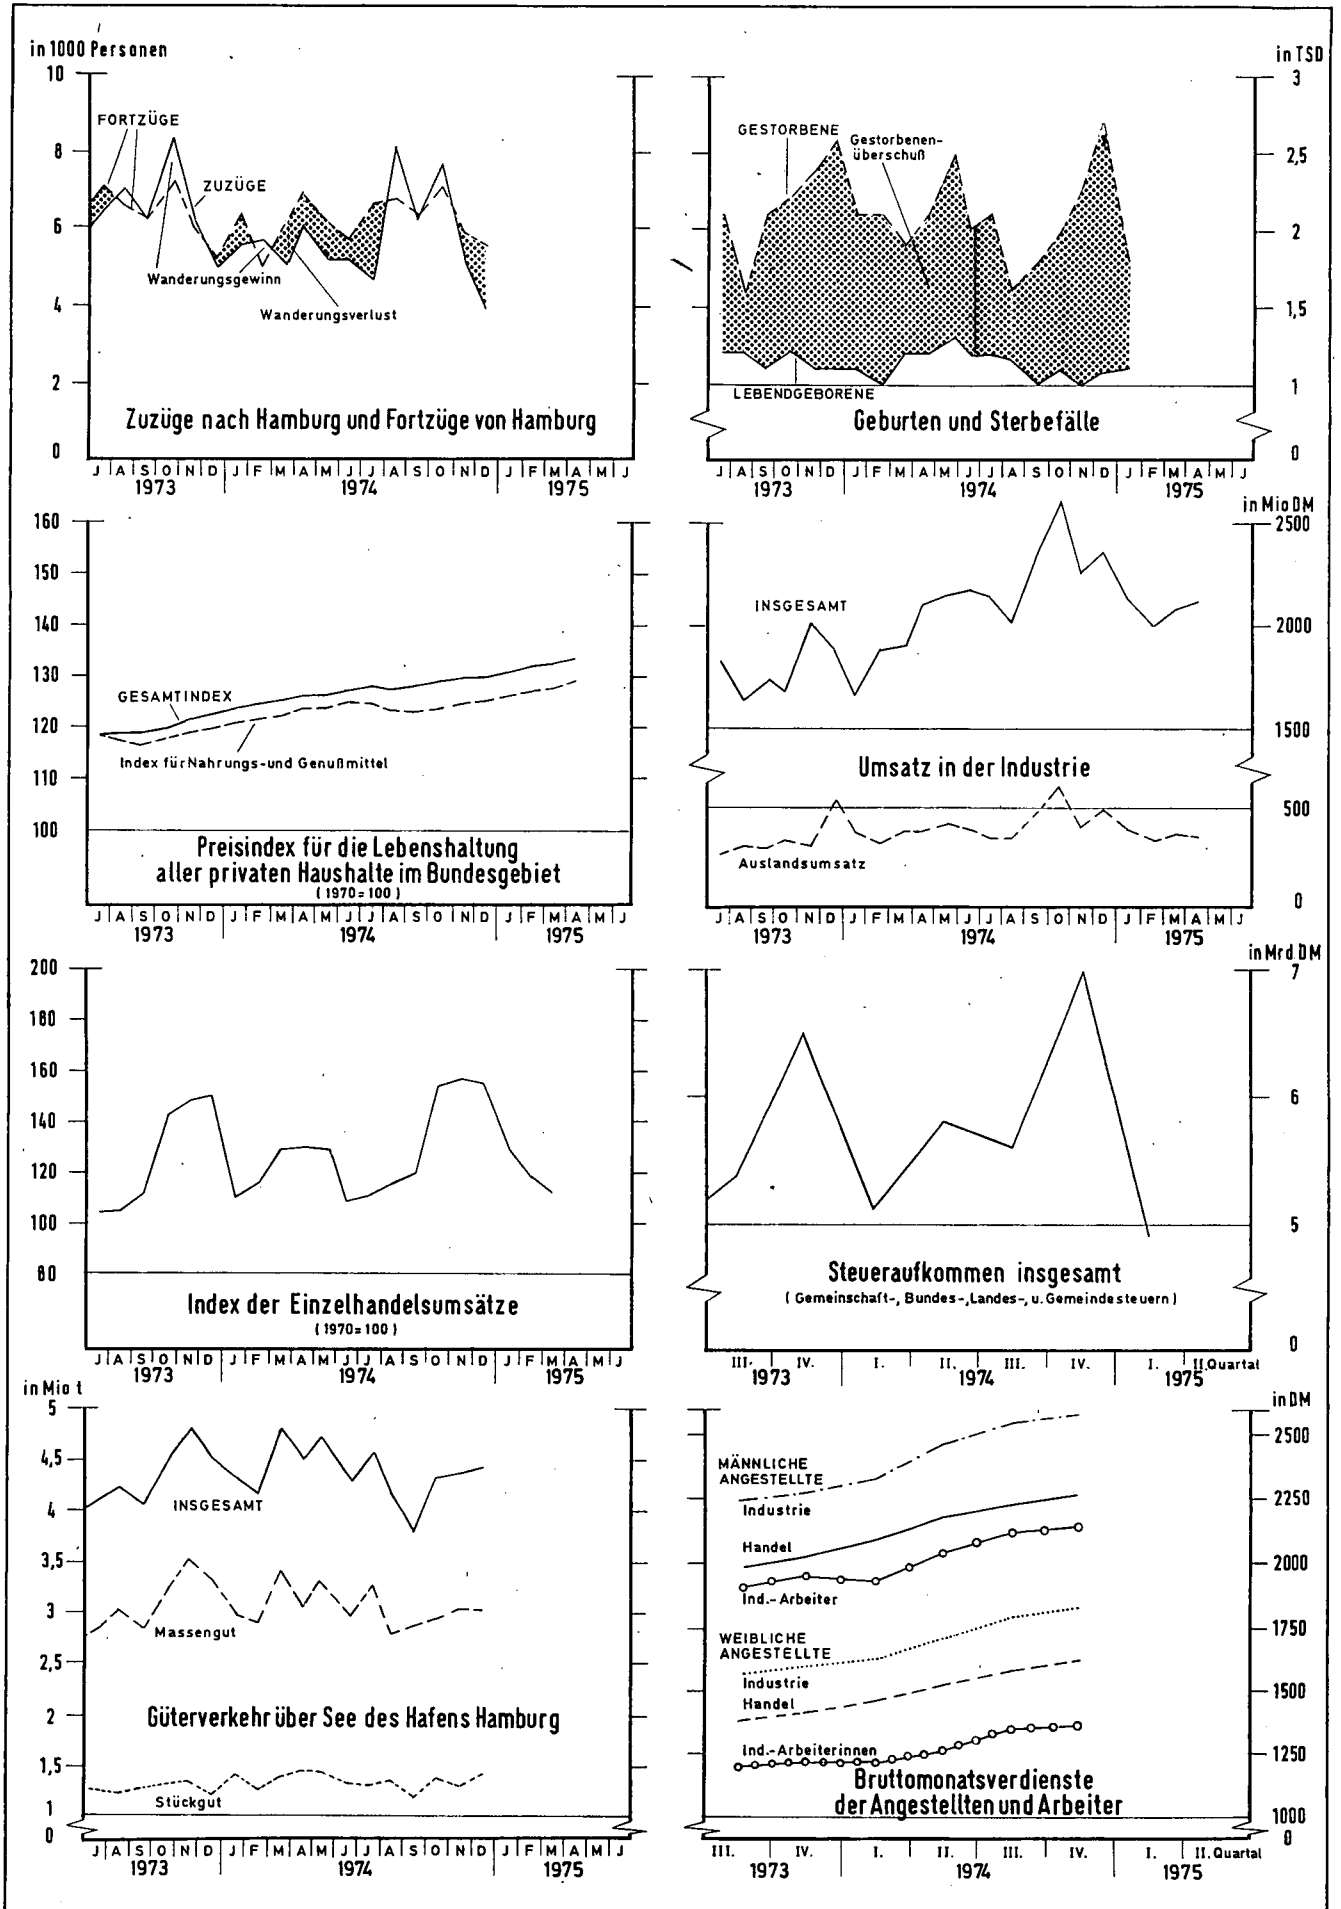 in 1000 Personen
10
8
6
4
2
0
FORTZÜGE
ZUZÜGE
Wanderungsgewinn
Wanderungsverlust
Zuzüge nach Hamburg und Fortzüge von Hamburg
J A S O N D J F M A M J J A S O N D J F M A M J
1973 1974 1975
in TSD
3
2,5
2
1,5
1
0
GESTORBENE
Gestorbenen-
überschuß
LEBENDGEBORENE
Geburten und Sterbefälle
J A S O N D J F M A M J J A S O N D J F M A M J
1973 1974 1975
160
150
140
130
120
110
100
GESAMTINDEX
Index für Nahrungs- und Genußmittel
Preisindex für die Lebenshaltung
aller privaten Haushalte im Bundesgebiet
(1970=100)
J A S O N D J F M A M J J A S O N D J F M A M J
1973 1974 1975
in Mio DM
2500
2000
1500
500
0
INSGESAMT
Umsatz in der Industrie
Auslandsumsatz
J A S O N D J F M A M J J A S O N D J F M A M J
1973 1974 1975
200
180
160
140
120
100
80
Index der Einzelhandelsumsätze
(1970=100)
J A S O N D J F M A M J J A S O N D J F M A M J
1973 1974 1975
in Mrd. DM
7
6
5
0
Steueraufkommen insgesamt
(Gemeinschaft-, Bundes-, Landes-, u. Gemeindesteuern)
III. IV. I. II. III. IV. I. II. Quartal
1973 1974 1975
in Mio t
5
4,5
4
3,5
3
2,5
2
1,5
1
0
INSGESAMT
Massengut
Güterverkehr über See des Hafens Hamburg
Stückgut
J A S O N D J F M A M J J A S O N D J F M A M J
1973 1974 1975
in DM
2500
2250
2000
1750
1500
1250
1000
0
MÄNNLICHE
ANGESTELLTE
Industrie
Handel
Ind.-Arbeiter
WEIBLICHE
ANGESTELLTE
Industrie
Handel
Ind.-Arbeiterinnen
Bruttomonatsverdienste
der Angestellten und Arbeiter
III. IV. I. II. III. IV. I. II. Quartal
1973 1974 1975